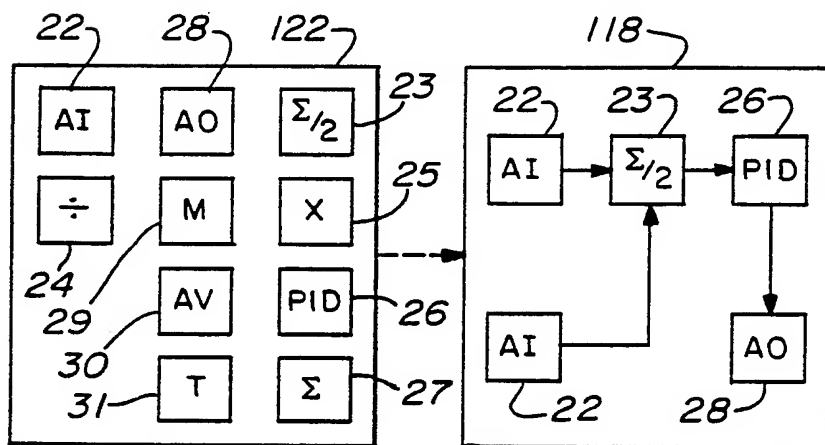 22 28 122 118
23 22 23 26
AI AO Σ/2
AI Σ/2 PID
25
÷ M X
24
29 AV PID 26
AI AO
30
31 T Σ 27 22 28